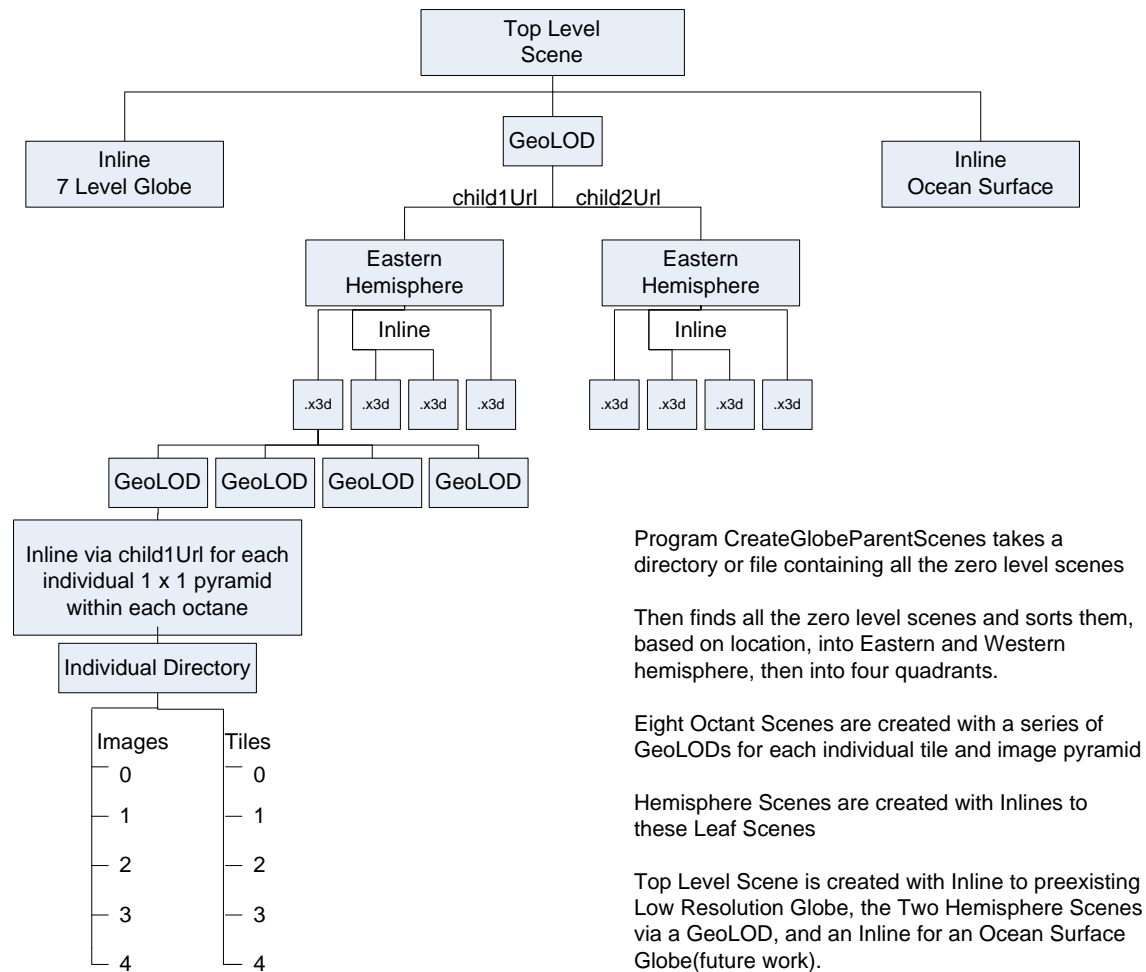 Top Level
Scene
Inline
7 Level Globe
GeoLOD
Inline
Ocean Surface
child1Url
child2Url
Eastern
Hemisphere
Eastern
Hemisphere
Inline
Inline
.x3d
.x3d
.x3d
.x3d
.x3d
.x3d
.x3d
.x3d
GeoLOD
GeoLOD
GeoLOD
GeoLOD
Inline via child1Url for each
individual 1 x 1 pyramid
within each octane
Individual Directory
Images
Tiles
0
0
1
1
2
2
3
3
4
4
Program CreateGlobeParentScenes takes a
directory or file containing all the zero level scenes
Then finds all the zero level scenes and sorts them,
based on location, into Eastern and Western
hemisphere, then into four quadrants.
Eight Octant Scenes are created with a series of
GeoLODs for each individual tile and image pyramid
Hemisphere Scenes are created with Inlines to
these Leaf Scenes
Top Level Scene is created with Inline to preexisting
Low Resolution Globe, the Two Hemisphere Scenes
via a GeoLOD, and an Inline for an Ocean Surface
Globe(future work).